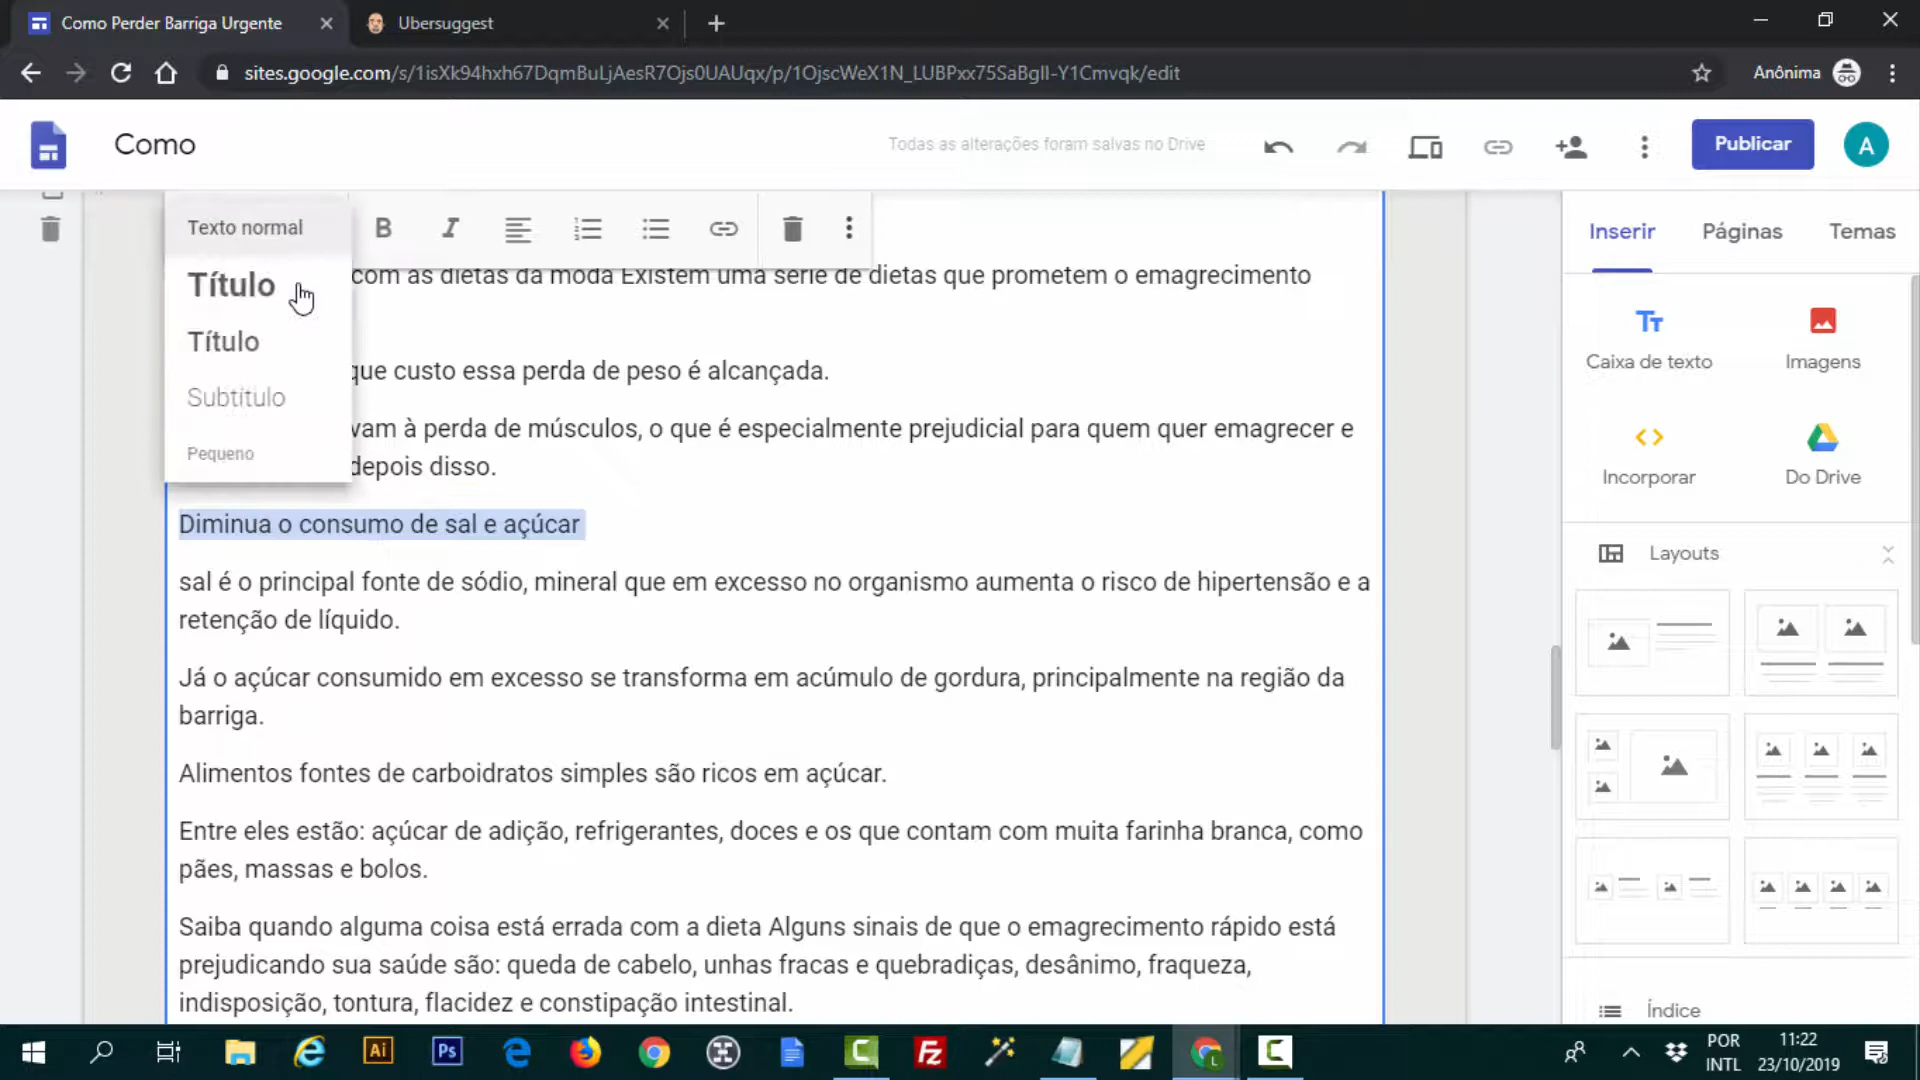 Como Perder Barriga Urgente
Ubersuggest
sites.google.com/s/1isXk94hxh67DqmBuLjAesR7Ojs0UAUqx/p/1OjscWeX1N_LUBPxx75SaBgll-Y1Cmvqk/edit
Anônima
Como
Todas as alterações foram salvas no Drive
Publicar
A
Texto normal
Título
Título
Subtítulo
Pequeno
B I
Inserir
Páginas
Temas
com as dietas da moda Existem uma série de dietas que prometem o emagrecimento
que custo essa perda de peso é alcançada.
vam à perda de músculos, o que é especialmente prejudicial para quem quer emagrecer e
depois disso.
Diminua o consumo de sal e açúcar
sal é o principal fonte de sódio, mineral que em excesso no organismo aumenta o risco de hipertensão e a
retenção de líquido.
Já o açúcar consumido em excesso se transforma em acúmulo de gordura, principalmente na região da
barriga.
Alimentos fontes de carboidratos simples são ricos em açúcar.
Entre eles estão: açúcar de adição, refrigerantes, doces e os que contam com muita farinha branca, como
pães, massas e bolos.
Saiba quando alguma coisa está errada com a dieta Alguns sinais de que o emagrecimento rápido está
prejudicando sua saúde são: queda de cabelo, unhas fracas e quebradiças, desânimo, fraqueza,
indisposição, tontura, flacidez e constipação intestinal.
Tт
Caixa de texto
Imagens
Incorporar
Do Drive
Layouts
Índice
Ai
Ps
Fz
L
POR
INTL
11:22
23/10/2019